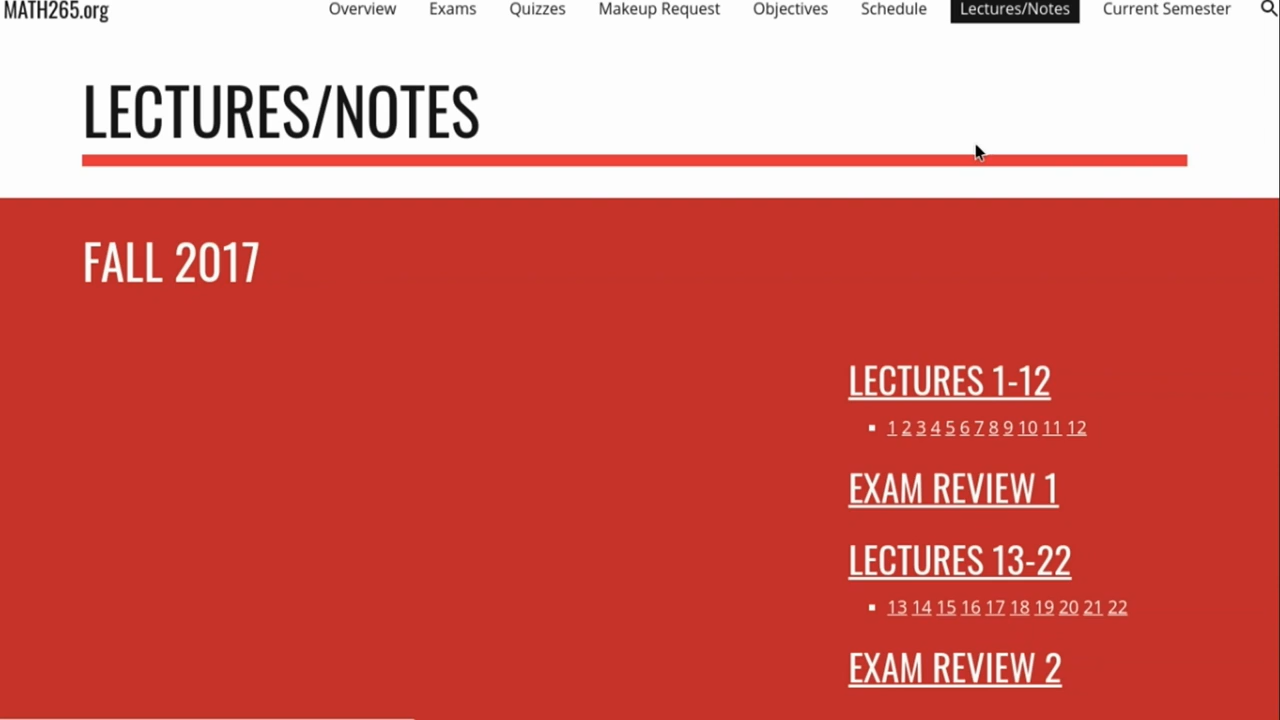 MATH265.org Overview Exams Quizzes Makeup Request Objectives Schedule Lectures/Notes Current Semester
LECTURES/NOTES
FALL 2017
LECTURES 1-12
1 2 3 4 5 6 7 8 9 10 11 12
EXAM REVIEW 1
LECTURES 13-22
13 14 15 16 17 18 19 20 21 22
EXAM REVIEW 2